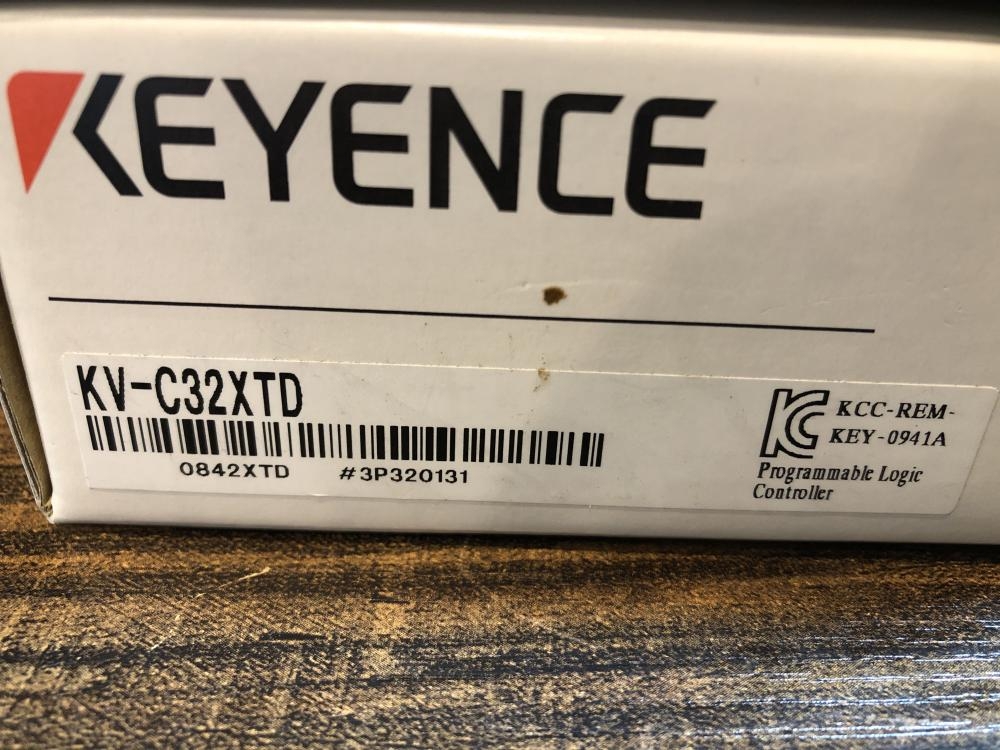 KEYENCE
KV-C32XTD
0842XTD #3P320131
KCC-REM-
KEY-0941A
Programmable Logic
Controller